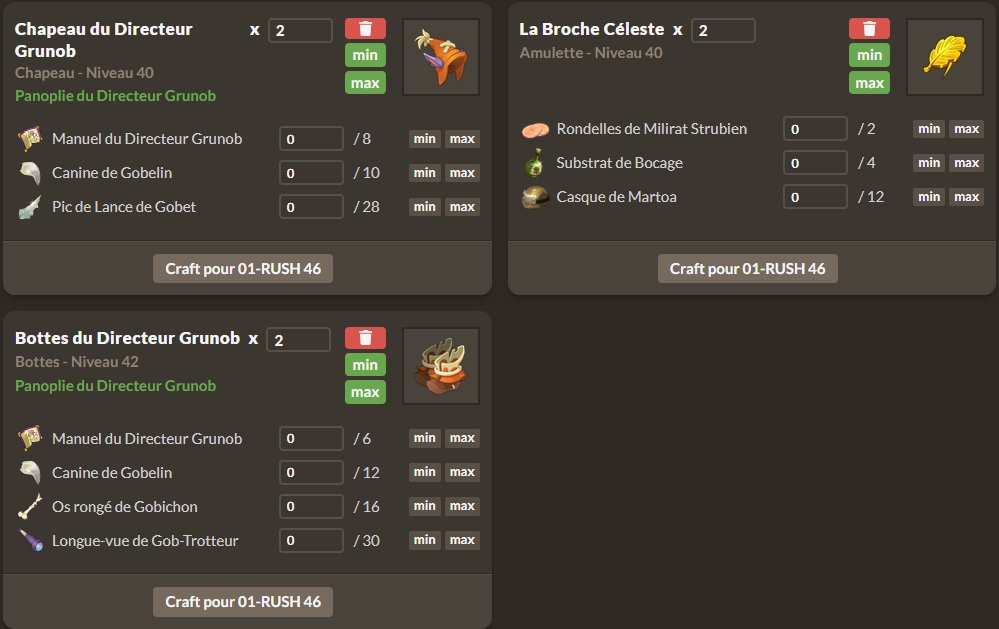 Chapeau du Directeur Grunob x 2
Chapeau - Niveau 40
Panoplie du Directeur Grunob
min
max
Manuel du Directeur Grunob 0 / 8 min max
Canine de Gobelin 0 / 10 min max
Pic de Lance de Gobet 0 / 28 min max
Craft pour 01-RUSH 46
La Broche Céleste x 2
Amulette - Niveau 40
min
max
Rondelles de Milirat Strubien 0 / 2 min max
Substrat de Bocage 0 / 4 min max
Casque de Martoa 0 / 12 min max
Craft pour 01-RUSH 46
Bottes du Directeur Grunob x 2
Bottes - Niveau 42
Panoplie du Directeur Grunob
min
max
Manuel du Directeur Grunob 0 / 6 min max
Canine de Gobelin 0 / 12 min max
Os rongé de Gobichon 0 / 16 min max
Longue-vue de Gob-Trotteur 0 / 30 min max
Craft pour 01-RUSH 46